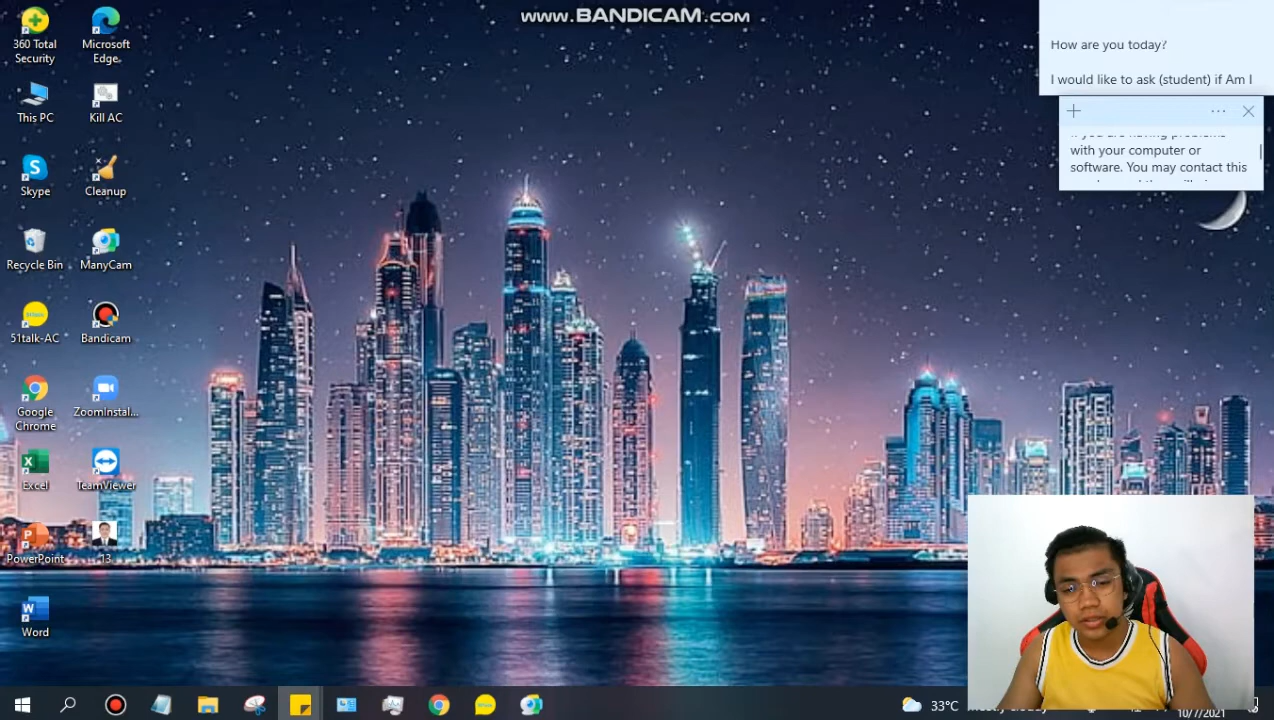 www.BANDICAM.com
How are you today?
I would like to ask (student) if Am I
with your computer or
software. You may contact this
360 Total
Security
Microsoft
Edge
This PC
Kill AC
Skype
Cleanup
Recycle Bin
ManyCam
51talk-AC
Bandicam
Google
Chrome
ZoomInstal...
Excel
TeamViewer
PowerPoint
13
Word
33°C
10/7/2021